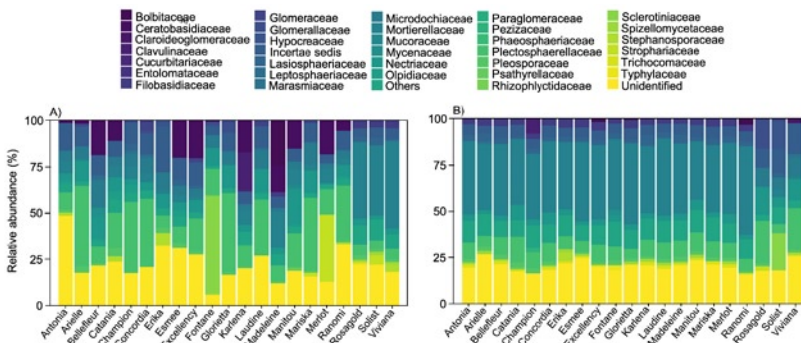 Bolbitaceae
Ceratobasidiaceae
Claroideoglomeraceae
Clavulinaceae
Cucurbitariaceae
Entolomataceae
Filobasidiaceae
Glomeraceae
Glomerallaceae
Hypocreaceae
Incertae sedis
Lasiosphaeriaceae
Leptosphaeriaceae
Marasmiaceae
Microdochiaceae
Mortierellaceae
Mucoraceae
Mycenaceae
Nectriaceae
Olpidiaceae
Others
Paraglomeraceae
Pezizaceae
Phaeosphaeriaceae
Plectosphaerellaceae
Pleosporaceae
Psathyrellaceae
Rhizophlyctidaceae
Sclerotiniaceae
Spizellomycetaceae
Stephanosporaceae
Strophariaceae
Trichocomaceae
Typhylaceae
Unidentified
A)
Relative abundance (%)
100
75
50
25
0
Antonia
Arielle
Bellefleur
Catania
Champion
Concordia
Erika
Esmee
Excellency
Fontane
Glorietta
Karlena
Laudine
Madeleine
Manitou
Mariska
Merlot
Ranomi
Rosagold
Solist
Viviana
B)
100
75
50
25
0
Antonia
Arielle
Bellefleur
Catania
Champion
Concordia
Erika
Esmee
Excellency
Fontane
Glorietta
Karlena
Laudine
Madeleine
Manitou
Mariska
Merlot
Ranomi
Rosagold
Solist
Viviana